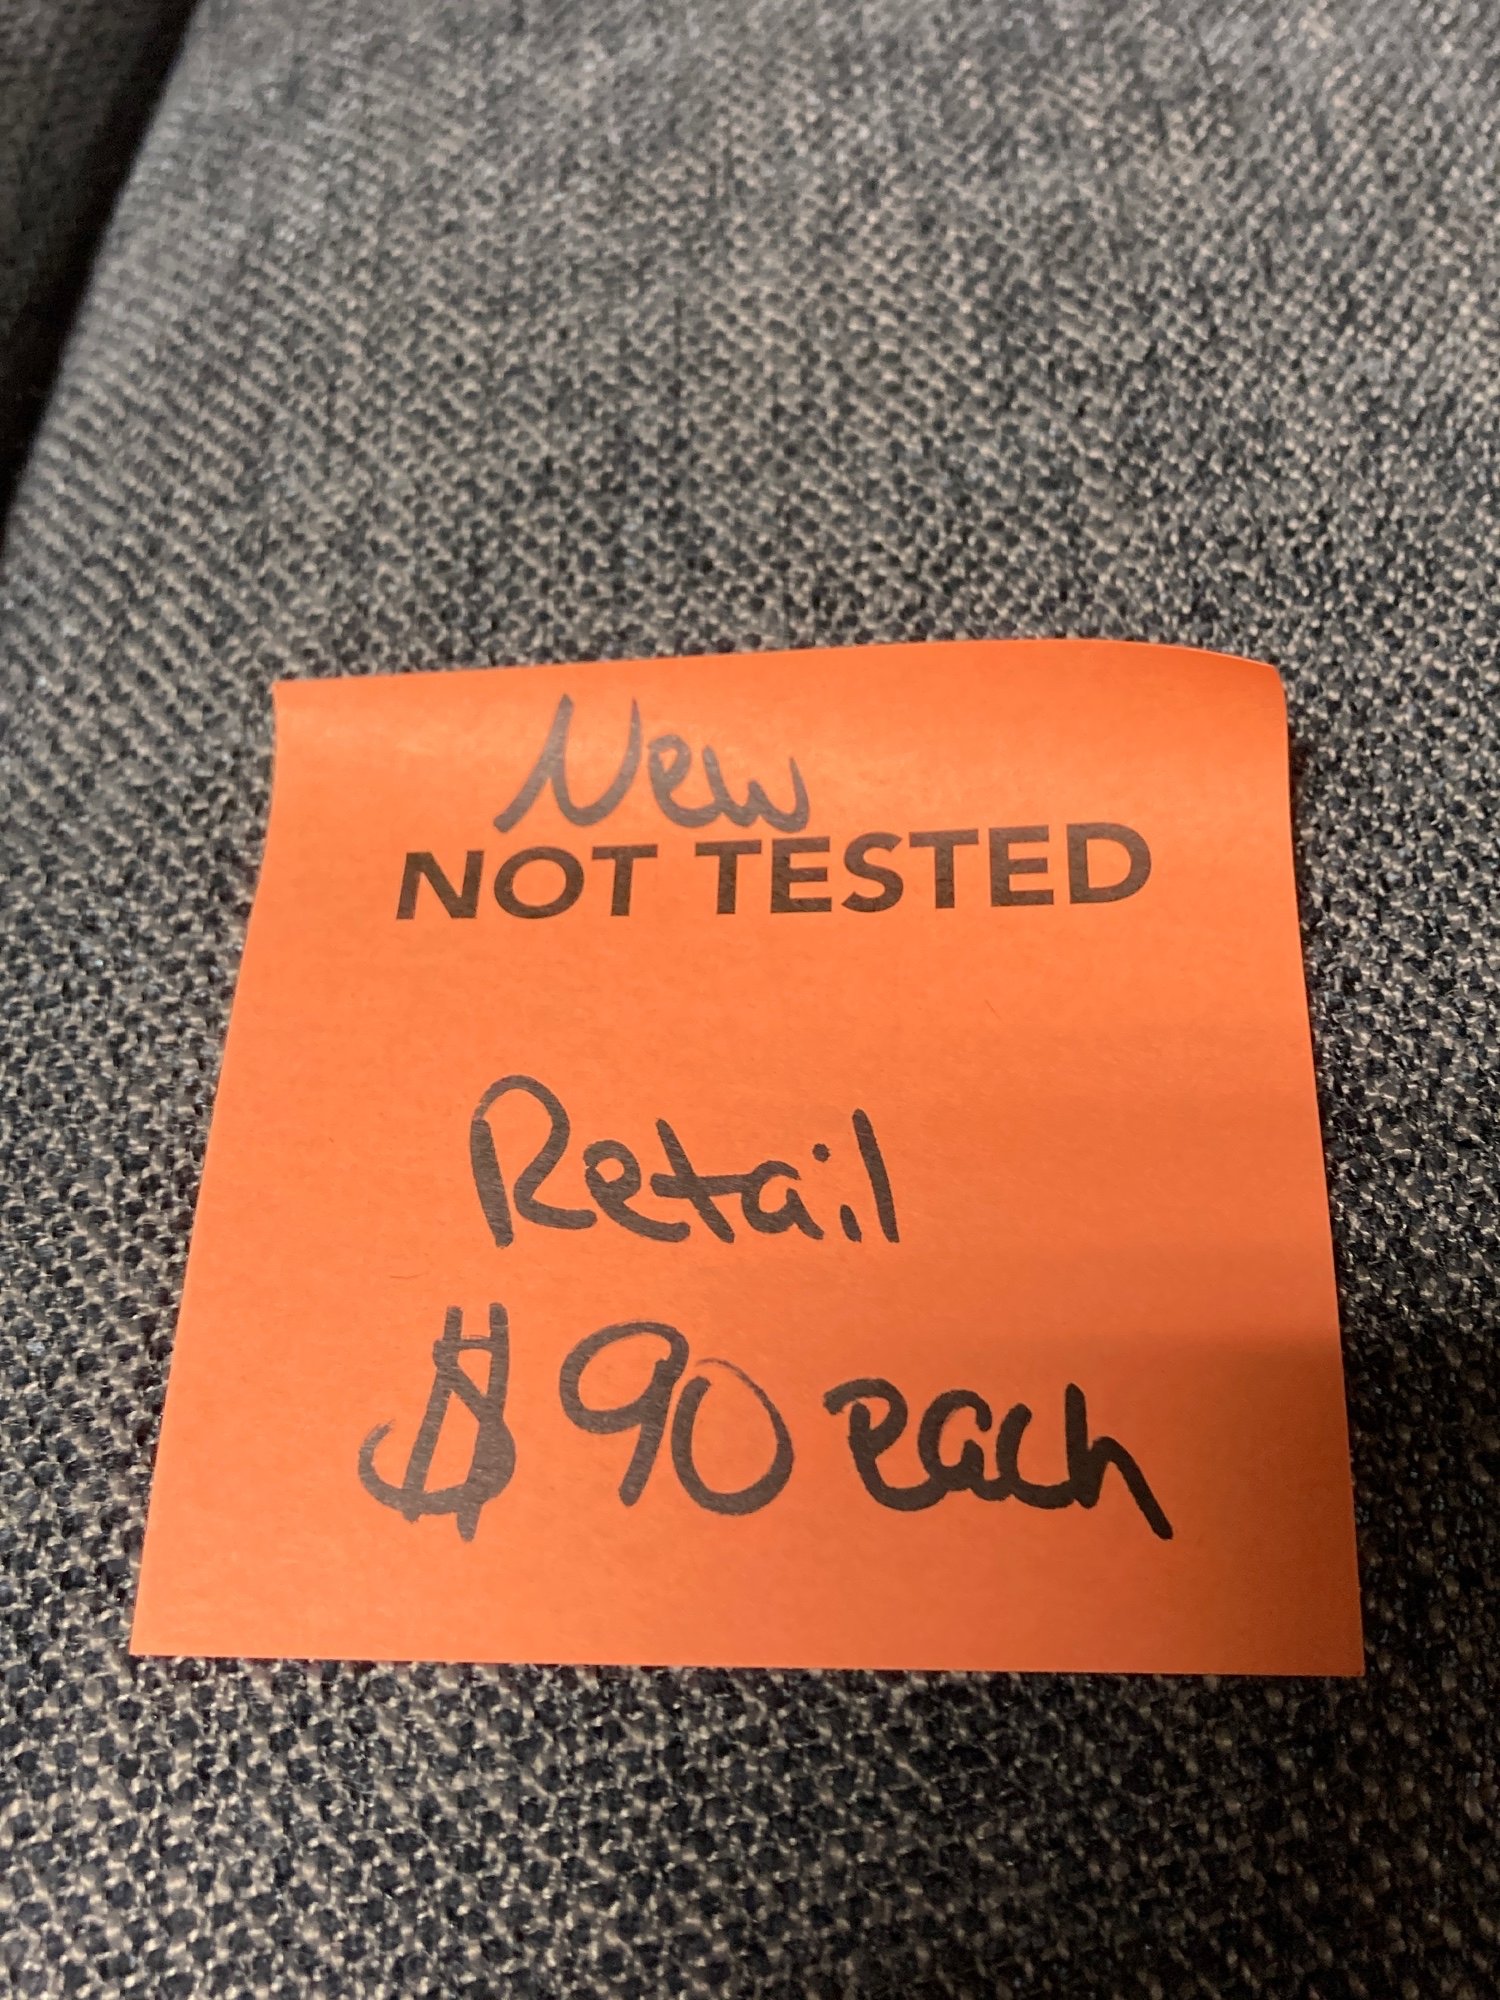 New
NOT TESTED
Retail
$90 each